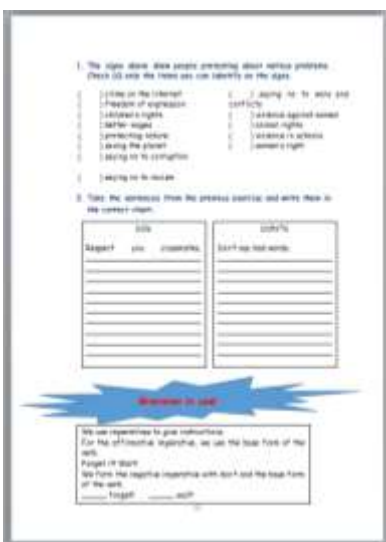 1. The signs above show people protesting about various problems.
Check (x) only the items you can identify on the signs.
( ) crime on the internet
( ) freedom of expression
( ) children's rights
( ) better wages
( ) protecting nature
( ) saving the planet
( ) saying no to corruption
( ) saying no to racism
( ) saying no to wars and
conflicts
( ) violence against women
( ) animal rights
( ) violence in schools
( ) women's right
2. Take the sentences from the previous exercise and write them in
the correct chart.
DOs
Respect you classmates.
DON'Ts
Don't say bad words.
Grammar in use!
We use imperatives to give instructions.
For the affirmative imperative, we use the base form of the
verb.
Forget it! Wait!
We form the negative imperative with don't and the base form
of the verb.
_____ forget! _____ wait!